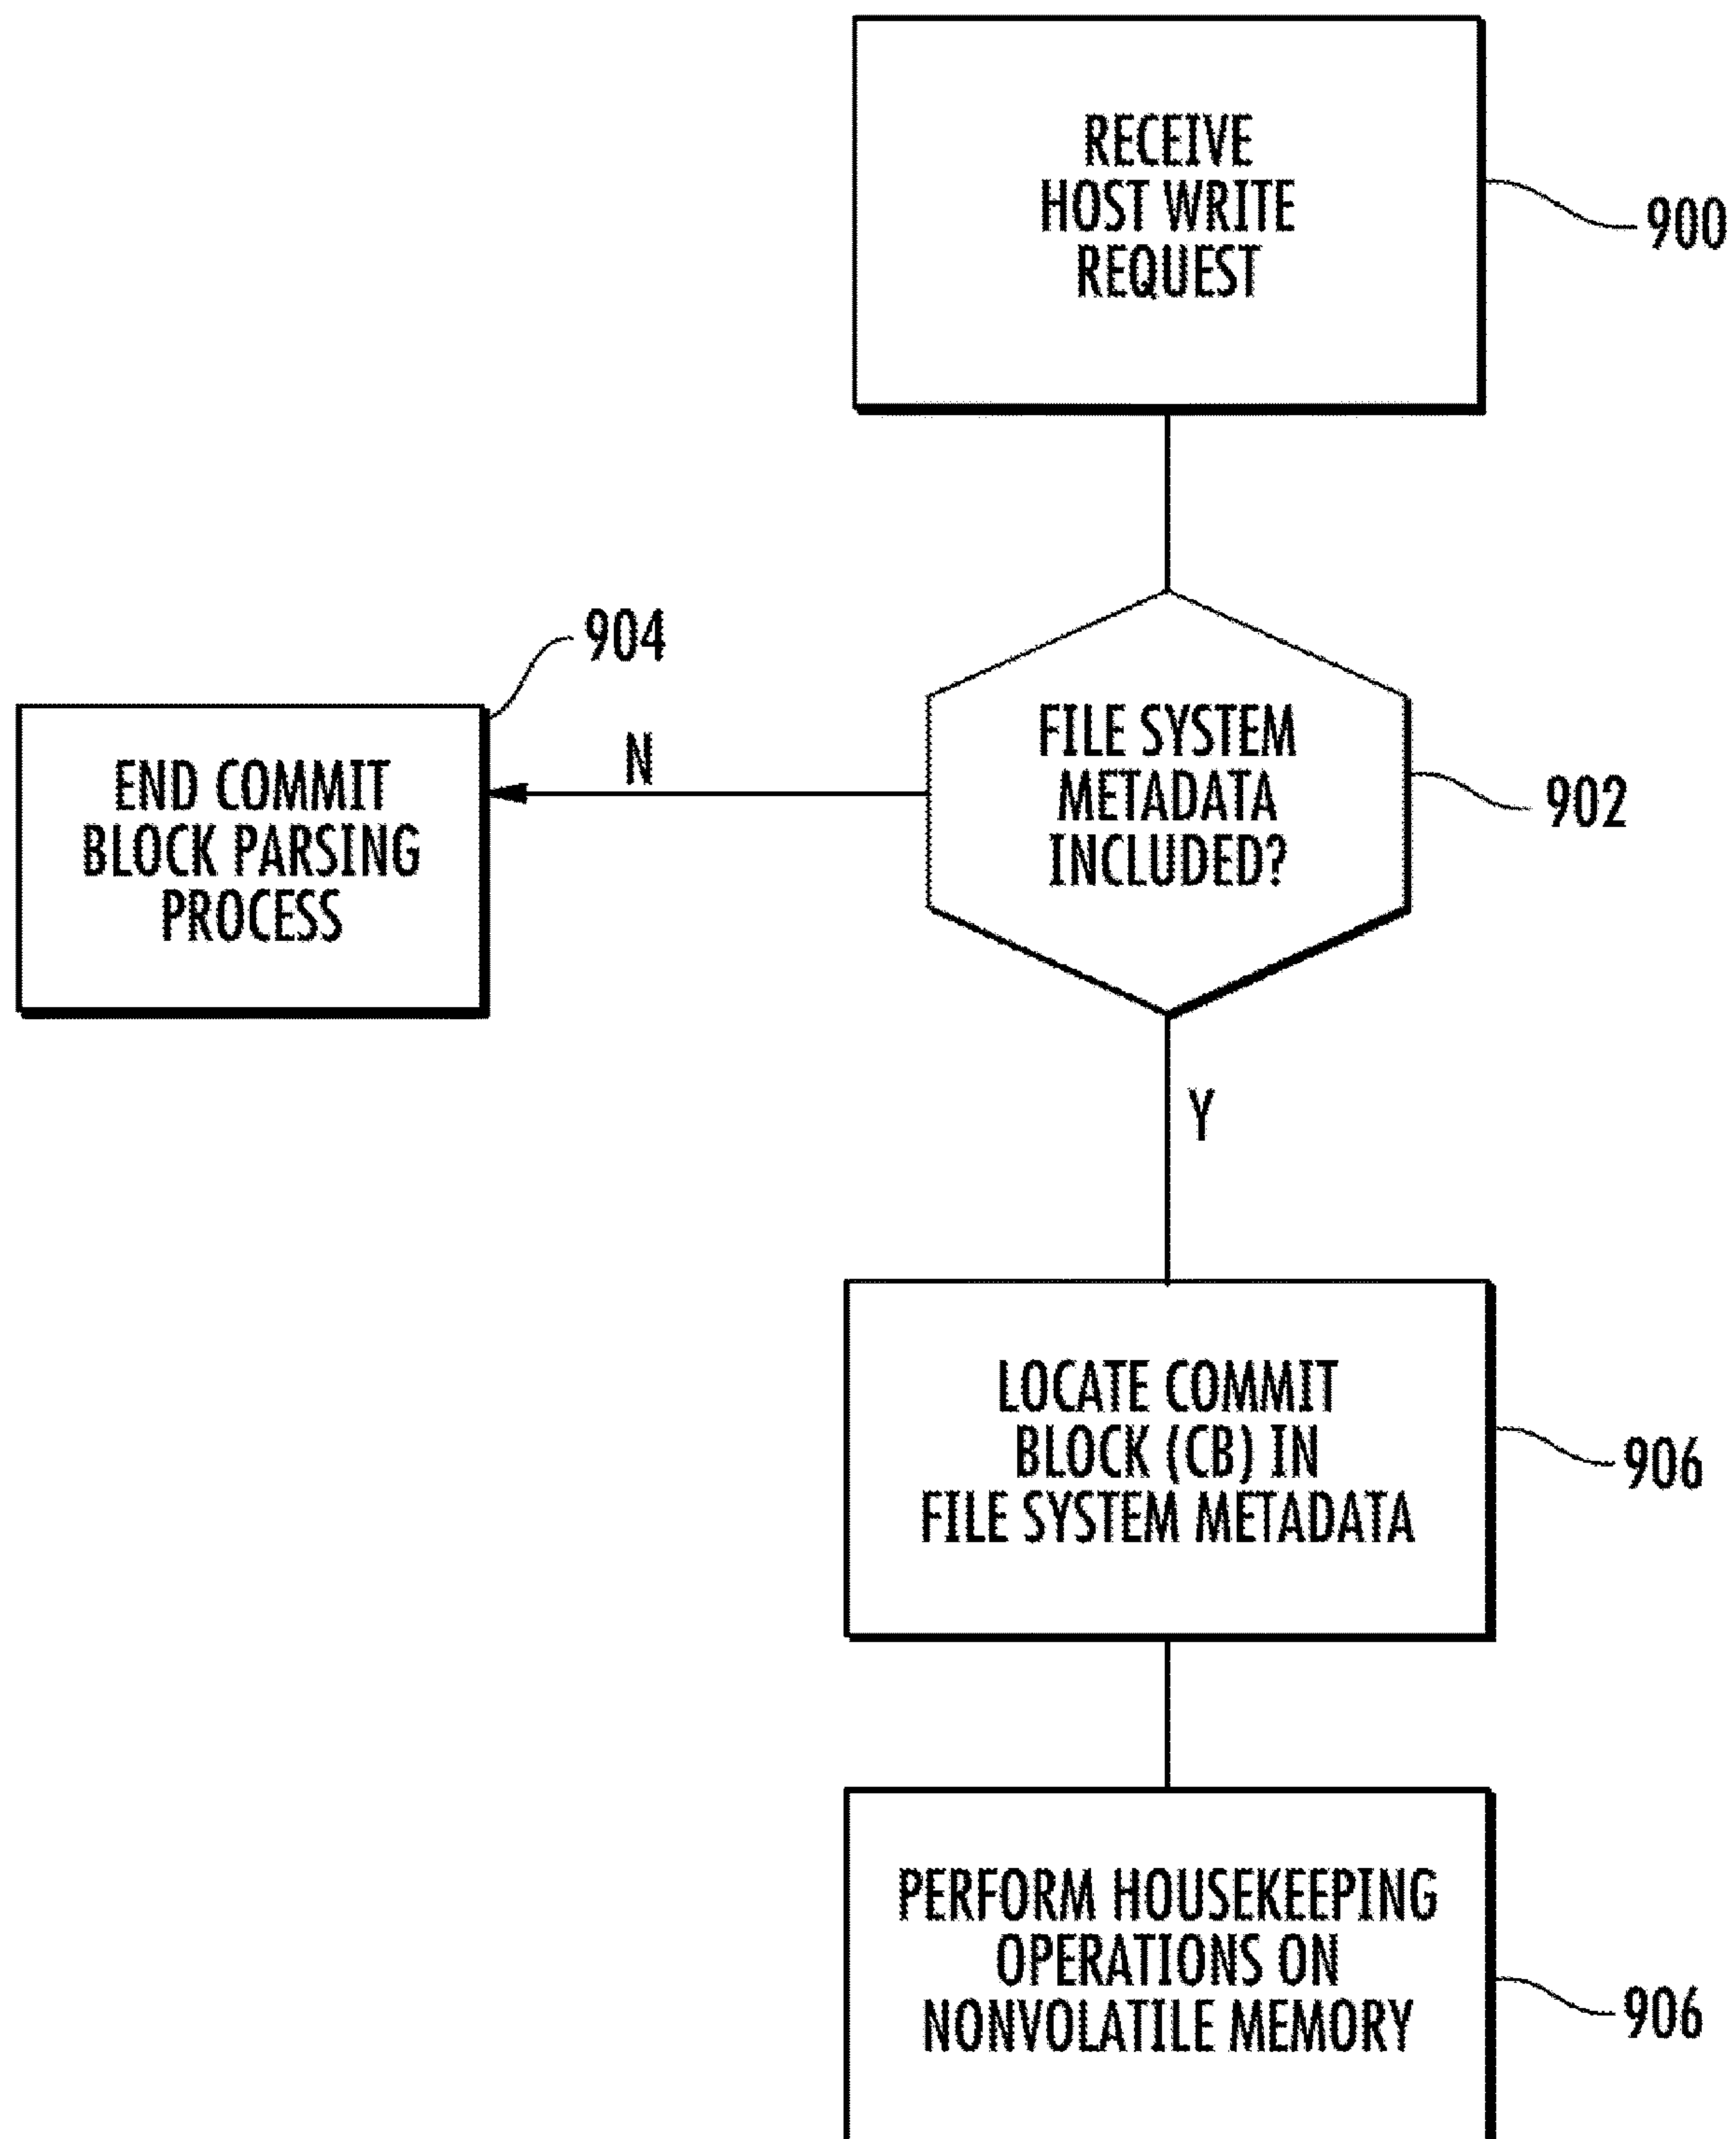 RECEIVE
HOST WRITE
REQUEST
900
904
N
END COMMIT
BLOCK PARSING
PROCESS
FILE SYSTEM
METADATA
INCLUDED?
902
Y
LOCATE COMMIT
BLOCK (CB) IN
FILE SYSTEM METADATA
906
PERFORM HOUSEKEEPING
OPERATIONS ON
NONVOLATILE MEMORY
906